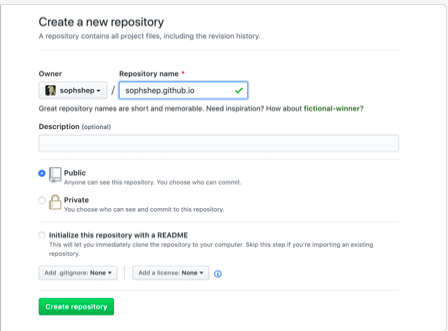 Create a new repository
A repository contains all project files, including the revision history.
Owner
Repository name *
sophshep
/
sophshep.github.io
Great repository names are short and memorable. Need inspiration? How about fictional-winner?
Description (optional)
Public
Anyone can see this repository. You choose who can commit.
Private
You choose who can see and commit to this repository.
Initialize this repository with a README
This will let you immediately clone the repository to your computer. Skip this step if you're importing an existing
repository.
Add .gitignore: None
Add a license: None
Create repository